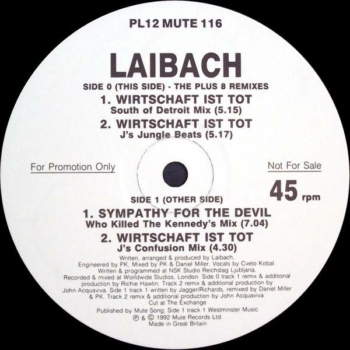 PL12 MUTE 116
LAIBACH
SIDE 0 (THIS SIDE) - THE PLUS 8 REMIXES
1. WIRTSCHAFT IST TOT
South of Detroit Mix (5.15)
2. WIRTSCHAFT IST TOT
J's Jungle Beats (5.17)
For Promotion Only
Not For Sale
45 rpm
SIDE 1 (OTHER SIDE)
1. SYMPATHY FOR THE DEVIL
Who Killed The Kennedy's Mix (7.04)
2. WIRTSCHAFT IST TOT
J's Confusion Mix (4.30)
Written, arranged & produced by Laibach.
Engineered by PK, Mixed by PK & Daniel Miller. Vocals by Cveto Kobal.
Written & programmed at NSK Studio Reichstag Ljubljana.
Recorded & mixed at Worldwide Studios, London. Side 0 track 1 remix & additional
production by Richie Hawtin. Track 2 remix & additional production by
John Acquaviva. Side 1 track 1 written by Jagger/Richards, remixed by Daniel Miller
& PK. Track 2 remix & additional production by John Aquaviva
Cut at The Exchange
Published by Mute Song, Side 1 track 1 Westminster Music
℗ & © 1992 Mute Records Ltd
Made in Great Britain